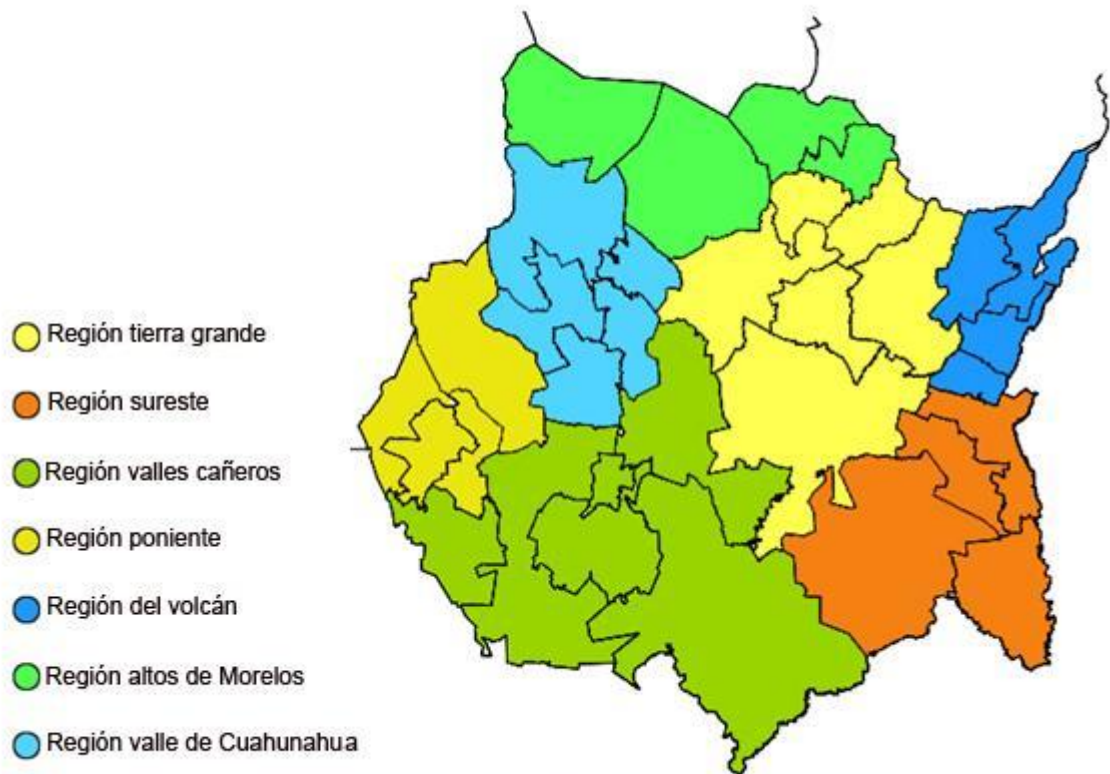 Región tierra grande
Región sureste
Región valles cañeros
Región poniente
Región del volcán
Región altos de Morelos
Región valle de Cuahunahua